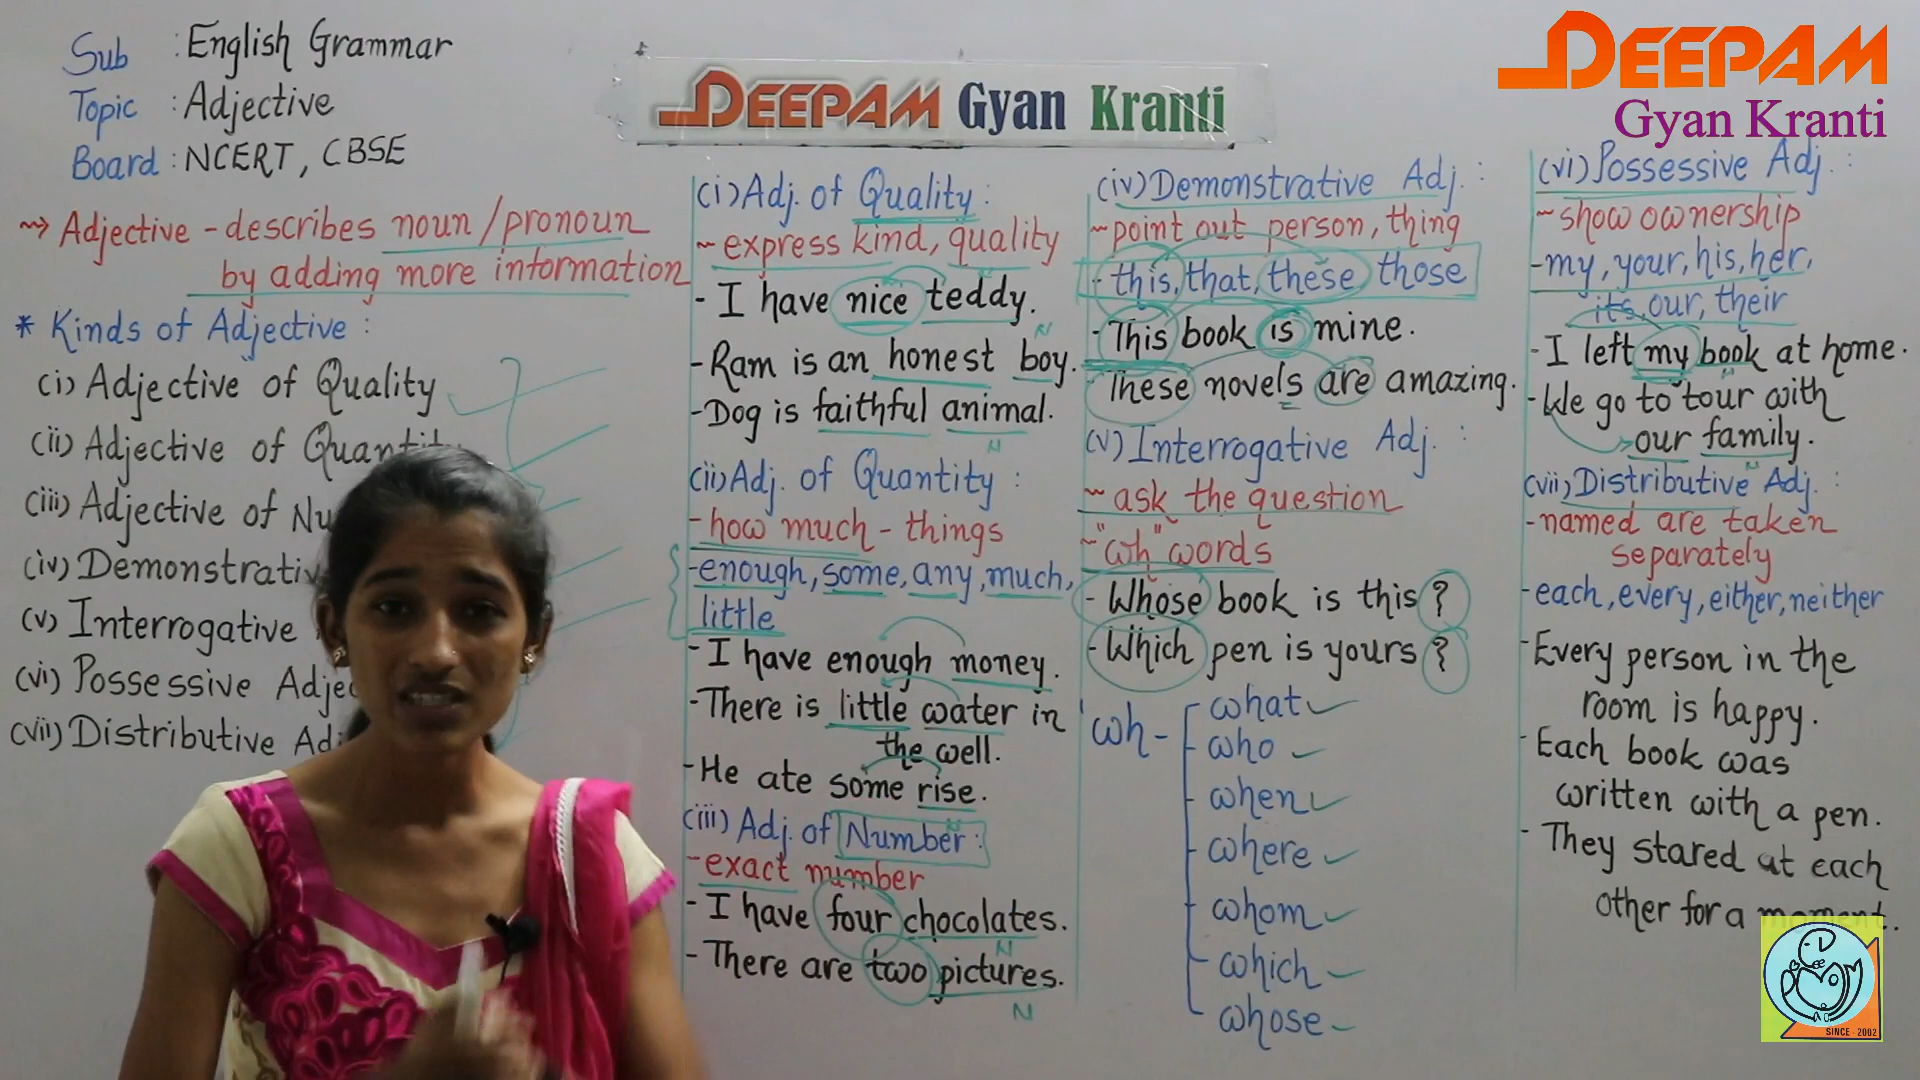 Sub : English Grammar
Topic : Adjective
Board : NCERT, CBSE
Adjective - describes noun / pronoun
by adding more information
* Kinds of Adjective :
(i) Adjective of Quality
(ii) Adjective of Quantity
(iii) Adjective of Nu
(iv) Demonstrativ
(v) Interrogative
(vi) Possessive Adjec
(vii) Distributive Adj
DEEPAM Gyan Kranti
(i) Adj. of Quality :
~ express kind, quality
- I have nice teddy.
N
- Ram is an honest boy.
- Dog is faithful animal.
N
(ii) Adj. of Quantity :
- how much - things
- enough, some, any, much,
little
- I have enough money.
- There is little water in
the well.
- He ate some rise.
N
(iii) Adj. of Number :
- exact number
- I have four chocolates.
N
- There are two pictures.
N
(iv) Demonstrative Adj. :
~ point out person, thing
- this, that, these those
- This book is mine.
- These novels are amazing.
(v) Interrogative Adj. :
~ ask the question
~ "wh" words
- Whose book is this ?
- Which pen is yours ?
wh -
what
who
when
where
whom
which
whose
DEEPAM
Gyan Kranti
(vi) Possessive Adj. :
~ show ownership
- my, your, his, her,
its, our, their
- I left my book at home.
- We go to tour with
our family.
N
(vii) Distributive Adj. :
- named are taken
separately
- each, every, either, neither
- Every person in the
room is happy.
- Each book was
written with a pen.
- They stared at each
other for a moment.
SINCE - 2002